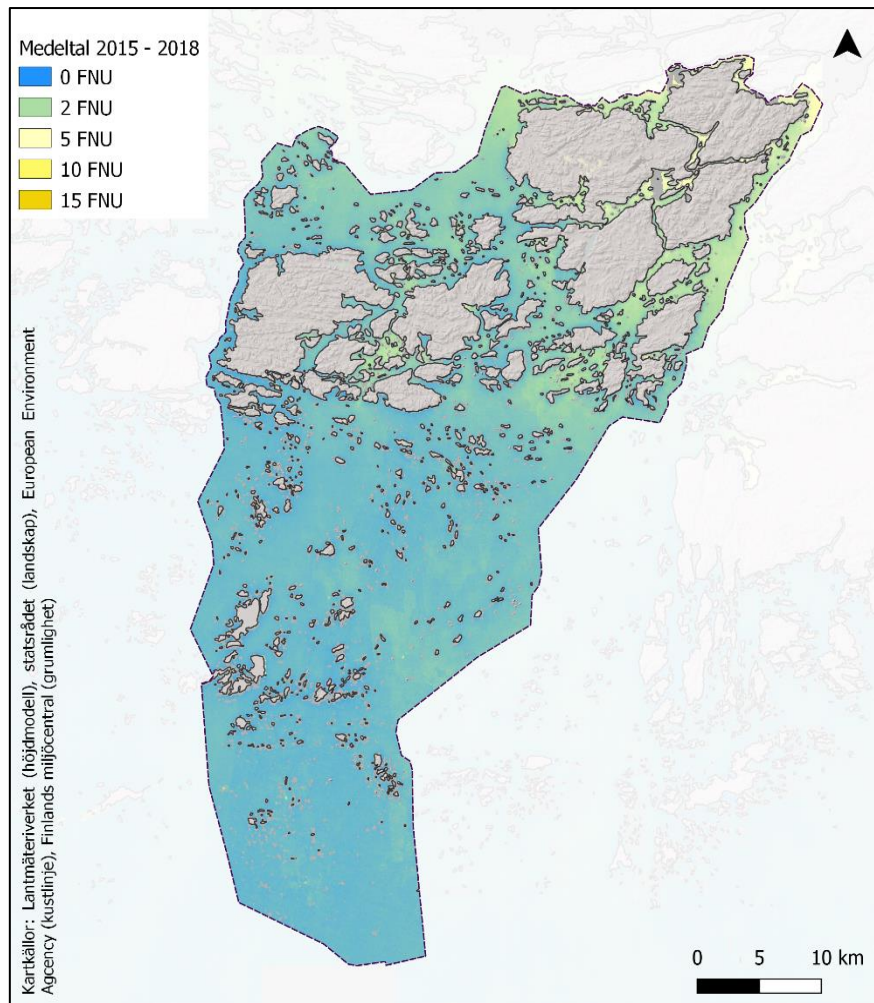 Medeltal 2015 - 2018
0 FNU
2 FNU
5 FNU
10 FNU
15 FNU
Kartkällor: Lantmäteriverket (höjdmodell), statsrådet (landskap), European Environment
Agcency (kustlinje), Finlands miljöcentral (grumlighet)
0 5 10 km